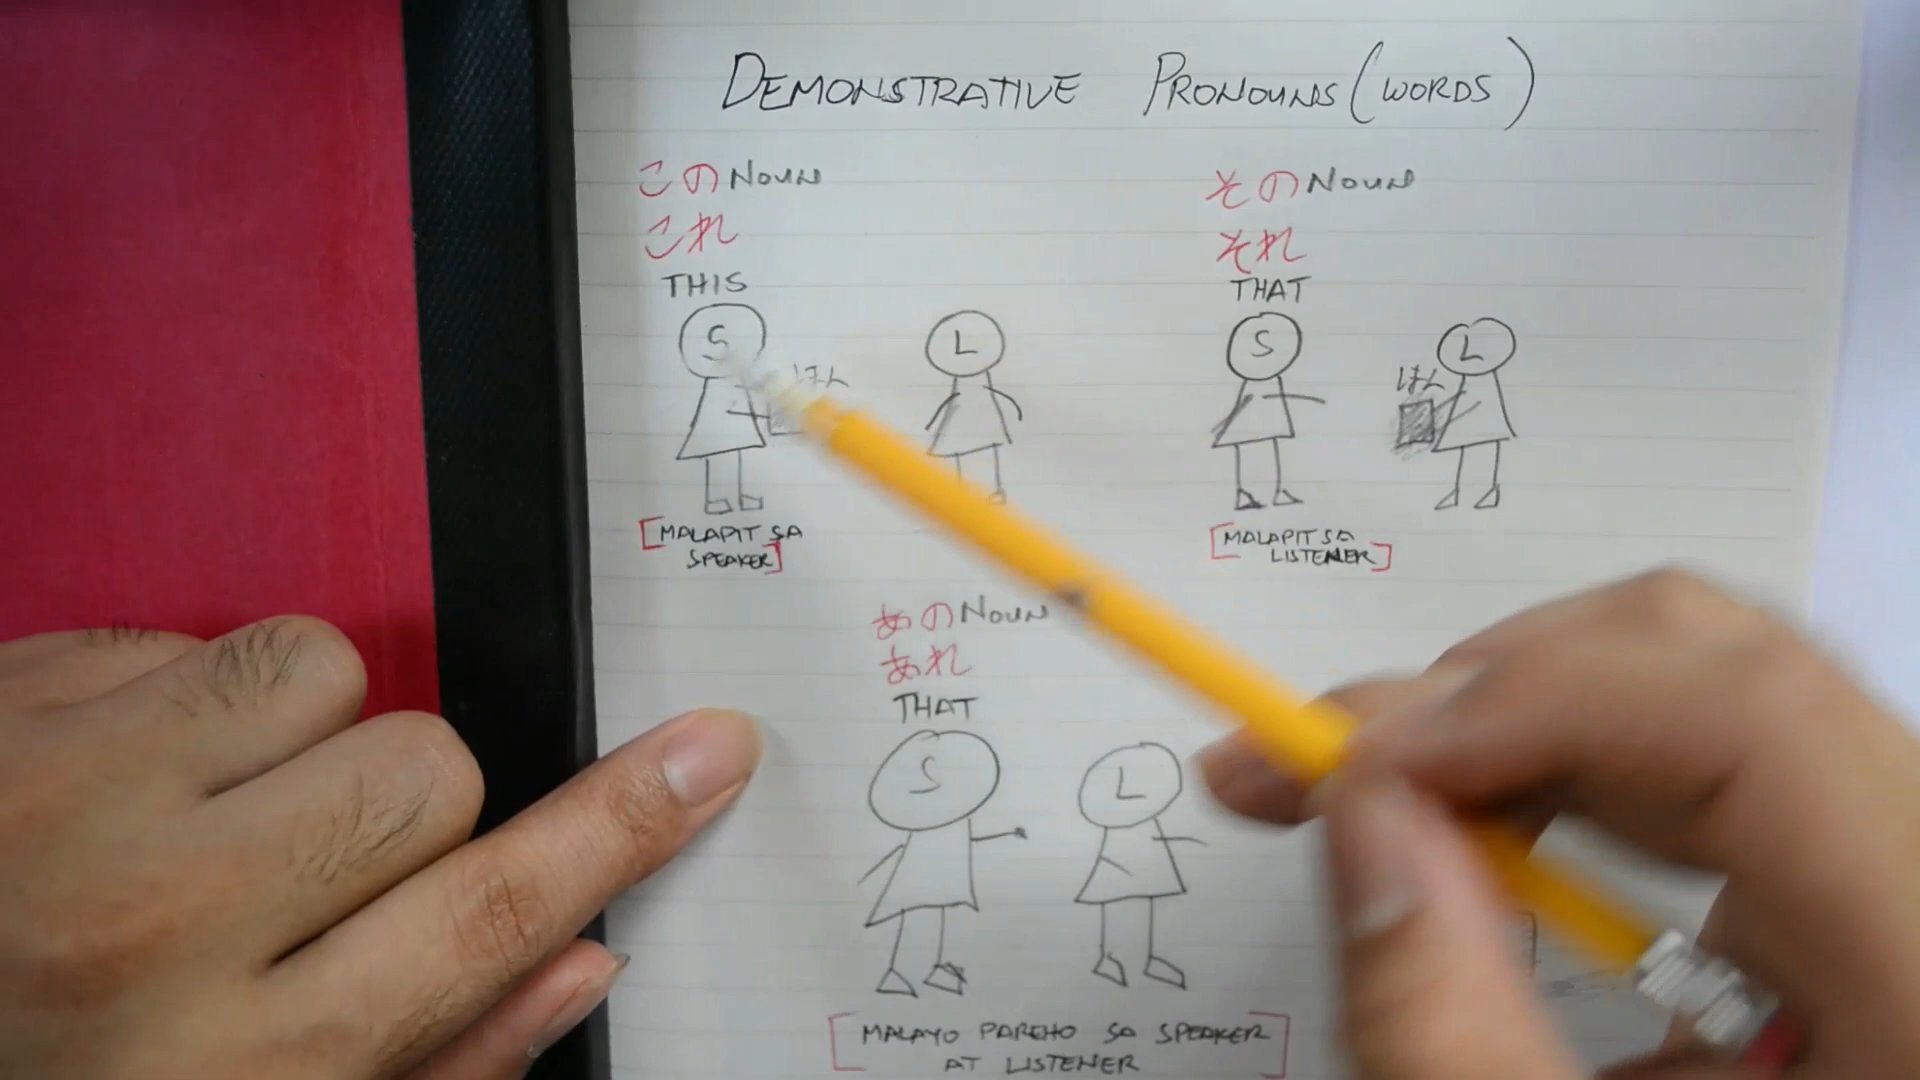 DEMONSTRATIVE PRONOUNS (WORDS)
このNOUN
これ
THIS
S
ほん
L
[MALAPIT SA
SPEAKER]
そのNOUN
それ
THAT
S
ほん
L
[MALAPIT SA
LISTENER]
あのNOUN
あれ
THAT
S
L
[MALAYO PAREHO SA SPEAKER
AT LISTENER]